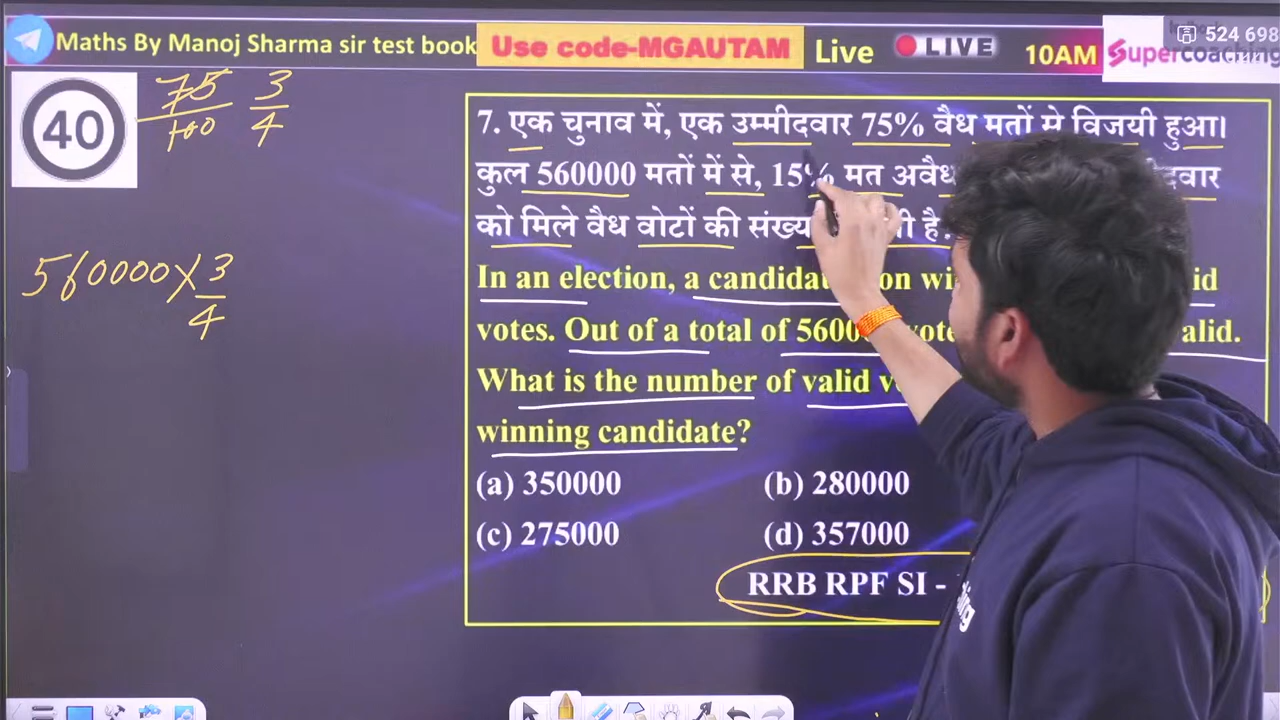 Maths By Manoj Sharma sir test book Use code-MGAUTAM Live LIVE 10AM Supercoaching
524 698
40
75 3
100 4
560000 × 3
4
7. एक चुनाव में, एक उम्मीदवार 75% वैध मतों से विजयी हुआ।
कुल 560000 मतों में से, 15% मत अवैध
को मिले वैध वोटों की संख्या है
In an election, a candidate won
votes. Out of a total of 560000 votes
What is the number of valid
winning candidate?
(a) 350000 (b) 280000
(c) 275000 (d) 357000
RRB RPF SI -